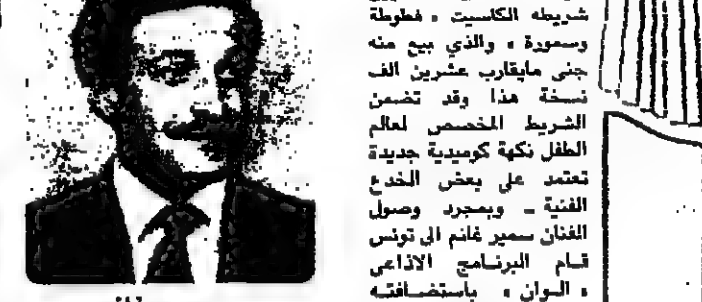 شريطه الكاسيت « فطوطة
وسمورة » والذي بيع منه
جنى مايقارب عشرين الف
نسخة هذا وقد تضمن
الشريط المخصص لعالم
الطفل نكهة كوميدية جديدة
تعتمد على بعض الخدع
الفنية ــ وبمجرد وصول
الفنان سمير غانم الى تونس
قام البرنامج الاذاعي
« الوان » باستضافته